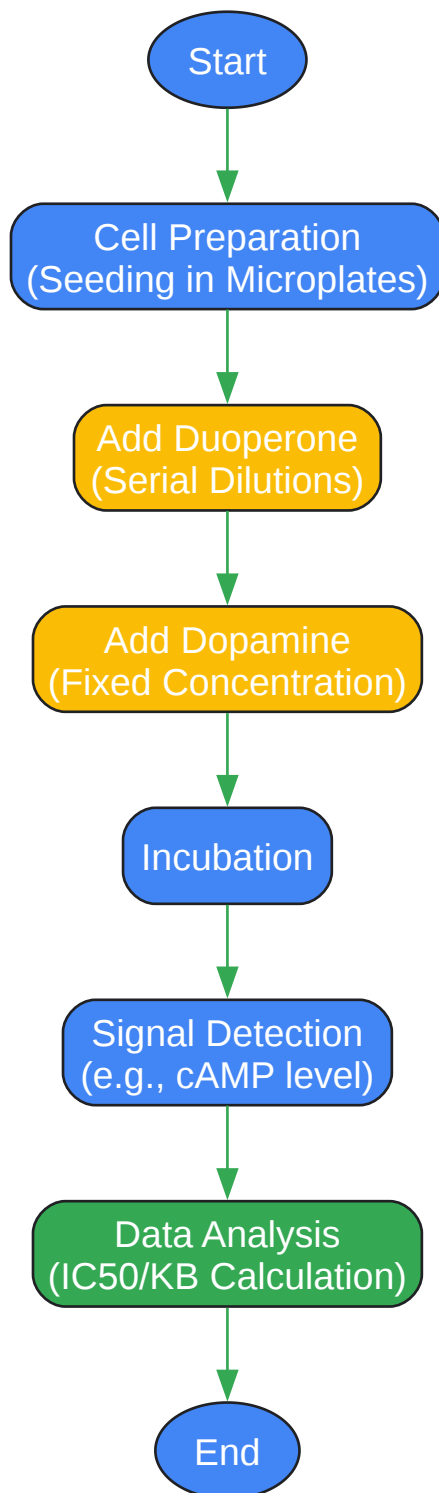 Start
Cell Preparation
(Seeding in Microplates)
Add Duoperone
(Serial Dilutions)
Add Dopamine
(Fixed Concentration)
Incubation
Signal Detection
(e.g., cAMP level)
Data Analysis
(IC50/KB Calculation)
End